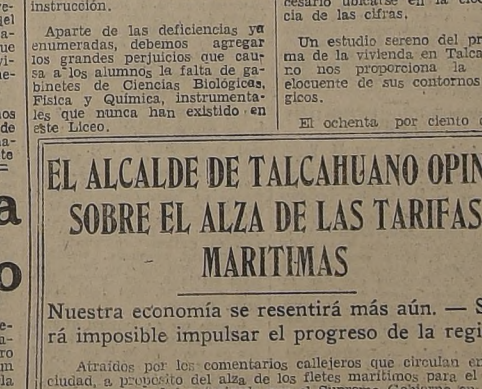 instrucción.
Aparte de las deficiencias ya
enumeradas, debemos agregar
los grandes perjuicios que cau-
sa a los alumnos la falta de ga-
binetes de Ciencias Biológicas,
Física y Química, instrumenta-
les que nunca han existido en
este Liceo.
cia de las cifras.
Un estudio sereno del pr
ma de la vivienda en Talca
no nos proporciona la
elocuente de sus contornos
gicos.
El ochenta por ciento
EL ALCALDE DE TALCAHUANO OPIN
SOBRE EL ALZA DE LAS TARIFAS
MARITIMAS
Nuestra economía se resentirá más aún. — S
rá imposible impulsar el progreso de la regi
Atraídos por los comentarios callejeros que circulan en
ciudad, a propósito del alza de los fletes marítimos para el